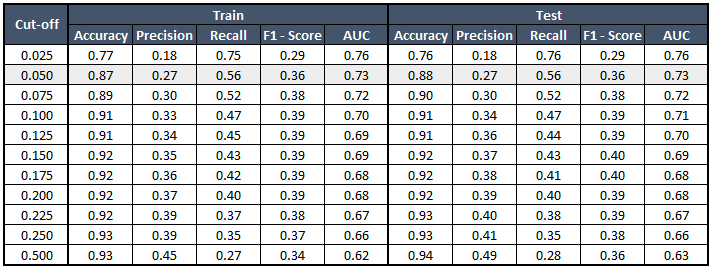 Cut-off Train Test
Accuracy Precision Recall F1 - Score AUC Accuracy Precision Recall F1 - Score AUC
0.025 0.77 0.18 0.75 0.29 0.76 0.76 0.18 0.76 0.29 0.76
0.050 0.87 0.27 0.56 0.36 0.73 0.88 0.27 0.56 0.36 0.73
0.075 0.89 0.30 0.52 0.38 0.72 0.90 0.30 0.52 0.38 0.72
0.100 0.91 0.33 0.47 0.39 0.70 0.91 0.34 0.47 0.39 0.71
0.125 0.91 0.34 0.45 0.39 0.69 0.91 0.36 0.44 0.39 0.70
0.150 0.92 0.35 0.43 0.39 0.69 0.92 0.37 0.43 0.40 0.69
0.175 0.92 0.36 0.42 0.39 0.68 0.92 0.38 0.41 0.40 0.68
0.200 0.92 0.37 0.40 0.39 0.68 0.92 0.39 0.40 0.39 0.68
0.225 0.92 0.39 0.37 0.38 0.67 0.93 0.40 0.38 0.39 0.67
0.250 0.93 0.39 0.35 0.37 0.66 0.93 0.41 0.35 0.38 0.66
0.500 0.93 0.45 0.27 0.34 0.62 0.94 0.49 0.28 0.36 0.63